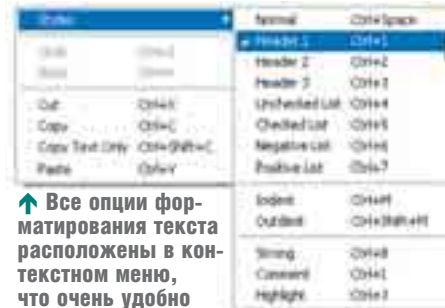 Styles
Undo Ctrl+Z
Cut Ctrl+X
Copy Ctrl+C
Copy Text Only Ctrl+Shift+C
Paste Ctrl+V
Normal Ctrl+Space
Header 1 Ctrl+1
Header 2 Ctrl+2
Header 3 Ctrl+3
Unchecked List Ctrl+4
Checked List Ctrl+5
Negative List Ctrl+6
Positive List Ctrl+7
Indent Ctrl+M
Outdent Ctrl+Shift+M
Strong Ctrl+B
Comment Ctrl+I
Highlight
Все опции фор-
матирования текста
расположены в кон-
текстном меню,
что очень удобно